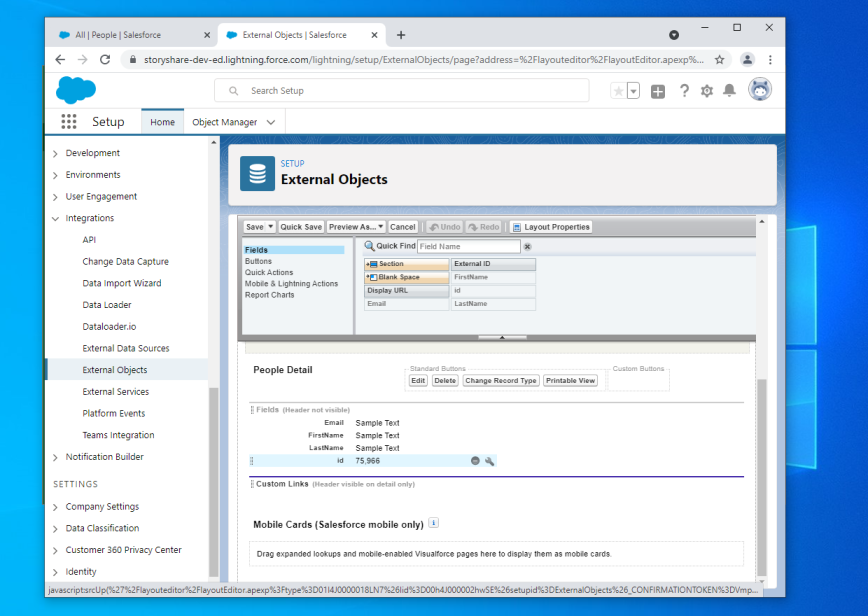 All | People | Salesforce
External Objects | Salesforce
storyshare-dev-ed.lightning.force.com/lightning/setup/ExternalObjects/page?address=%2Flayouteditor%2FlayoutEditor.apexp%...
Search Setup
Setup
Home
Object Manager
Development
Environments
User Engagement
Integrations
API
Change Data Capture
Data Import Wizard
Data Loader
Dataloader.io
External Data Sources
External Objects
External Services
Platform Events
Teams Integration
Notification Builder
SETTINGS
Company Settings
Data Classification
Customer 360 Privacy Center
Identity
SETUP
External Objects
Save Quick Save Preview As... Cancel Undo Redo Layout Properties
Fields
Buttons
Quick Actions
Mobile & Lightning Actions
Report Charts
Quick Find Field Name
Section External ID
Blank Space FirstName
Display URL id
Email LastName
People Detail
Standard Buttons
Edit Delete Change Record Type Printable View
Custom Buttons
Fields (Header not visible)
Email Sample Text
FirstName Sample Text
LastName Sample Text
id 75,966
Custom Links (Header visible on detail only)
Mobile Cards (Salesforce mobile only) i
Drag expanded lookups and mobile-enabled Visualforce pages here to display them as mobile cards.
javascriptsrcUp(%27%2Flayouteditor%2FlayoutEditor.apexp%3Ftype%3D01I4J0000018LN7%26lid%3D00h4J000002hwSE%26setupid%3DExternalObjects%26_CONFIRMATIONTOKEN%3DVmp...